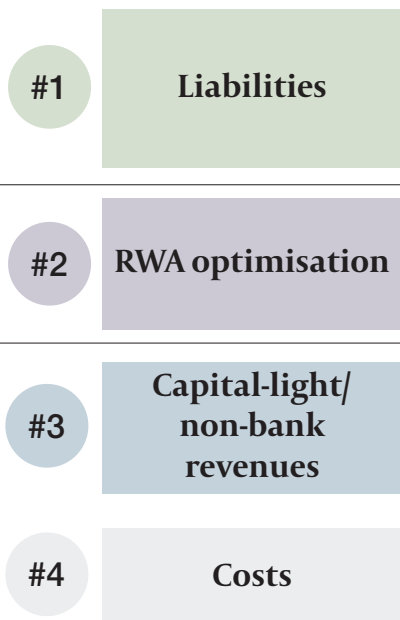 #1
Liabilities
#2
RWA optimisation
#3
Capital-light/
non-bank
revenues
#4
Costs